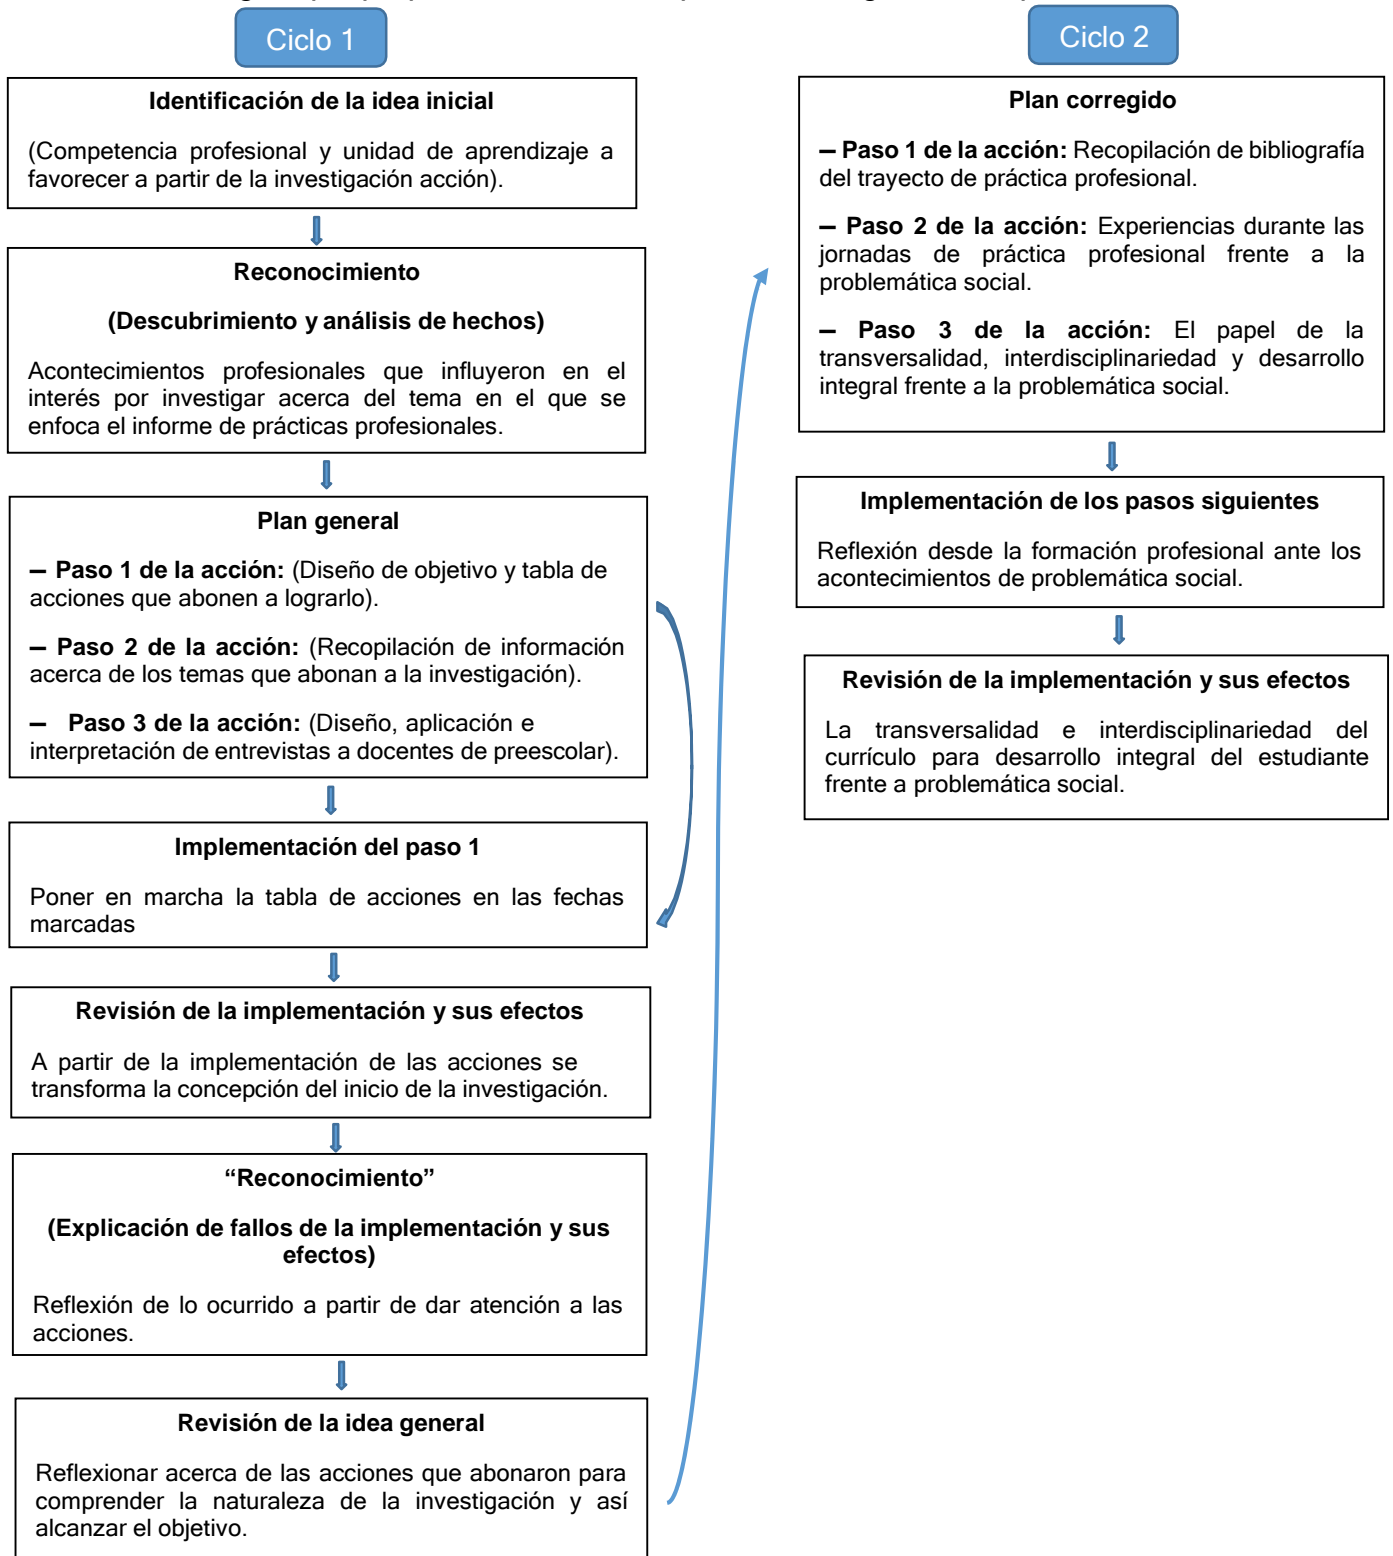 Ciclo 1
Identificación de la idea inicial
(Competencia profesional y unidad de aprendizaje a
favorecer a partir de la investigación acción).
Reconocimiento
(Descubrimiento y análisis de hechos)
Acontecimientos profesionales que influyeron en el
interés por investigar acerca del tema en el que se
enfoca el informe de prácticas profesionales.
Plan general
– Paso 1 de la acción: (Diseño de objetivo y tabla de
acciones que abonen a lograrlo).
– Paso 2 de la acción: (Recopilación de información
acerca de los temas que abonan a la investigación).
– Paso 3 de la acción: (Diseño, aplicación e
interpretación de entrevistas a docentes de preescolar).
Implementación del paso 1
Poner en marcha la tabla de acciones en las fechas
marcadas
Revisión de la implementación y sus efectos
A partir de la implementación de las acciones se
transforma la concepción del inicio de la investigación.
“Reconocimiento”
(Explicación de fallos de la implementación y sus
efectos)
Reflexión de lo ocurrido a partir de dar atención a las
acciones.
Revisión de la idea general
Reflexionar acerca de las acciones que abonaron para
comprender la naturaleza de la investigación y así
alcanzar el objetivo.
Ciclo 2
Plan corregido
– Paso 1 de la acción: Recopilación de bibliografía
del trayecto de práctica profesional.
– Paso 2 de la acción: Experiencias durante las
jornadas de práctica profesional frente a la
problemática social.
– Paso 3 de la acción: El papel de la
transversalidad, interdisciplinariedad y desarrollo
integral frente a la problemática social.
Implementación de los pasos siguientes
Reflexión desde la formación profesional ante los
acontecimientos de problemática social.
Revisión de la implementación y sus efectos
La transversalidad e interdisciplinariedad del
currículo para desarrollo integral del estudiante
frente a problemática social.